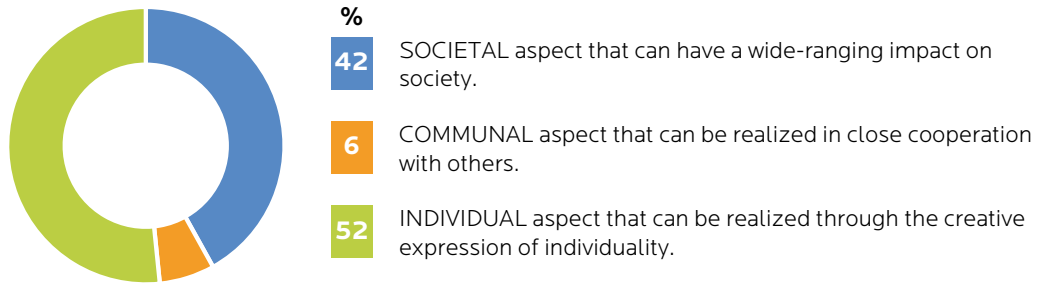 %
42
SOCIETAL aspect that can have a wide-ranging impact on
society.
6
COMMUNAL aspect that can be realized in close cooperation
with others.
52
INDIVIDUAL aspect that can be realized through the creative
expression of individuality.